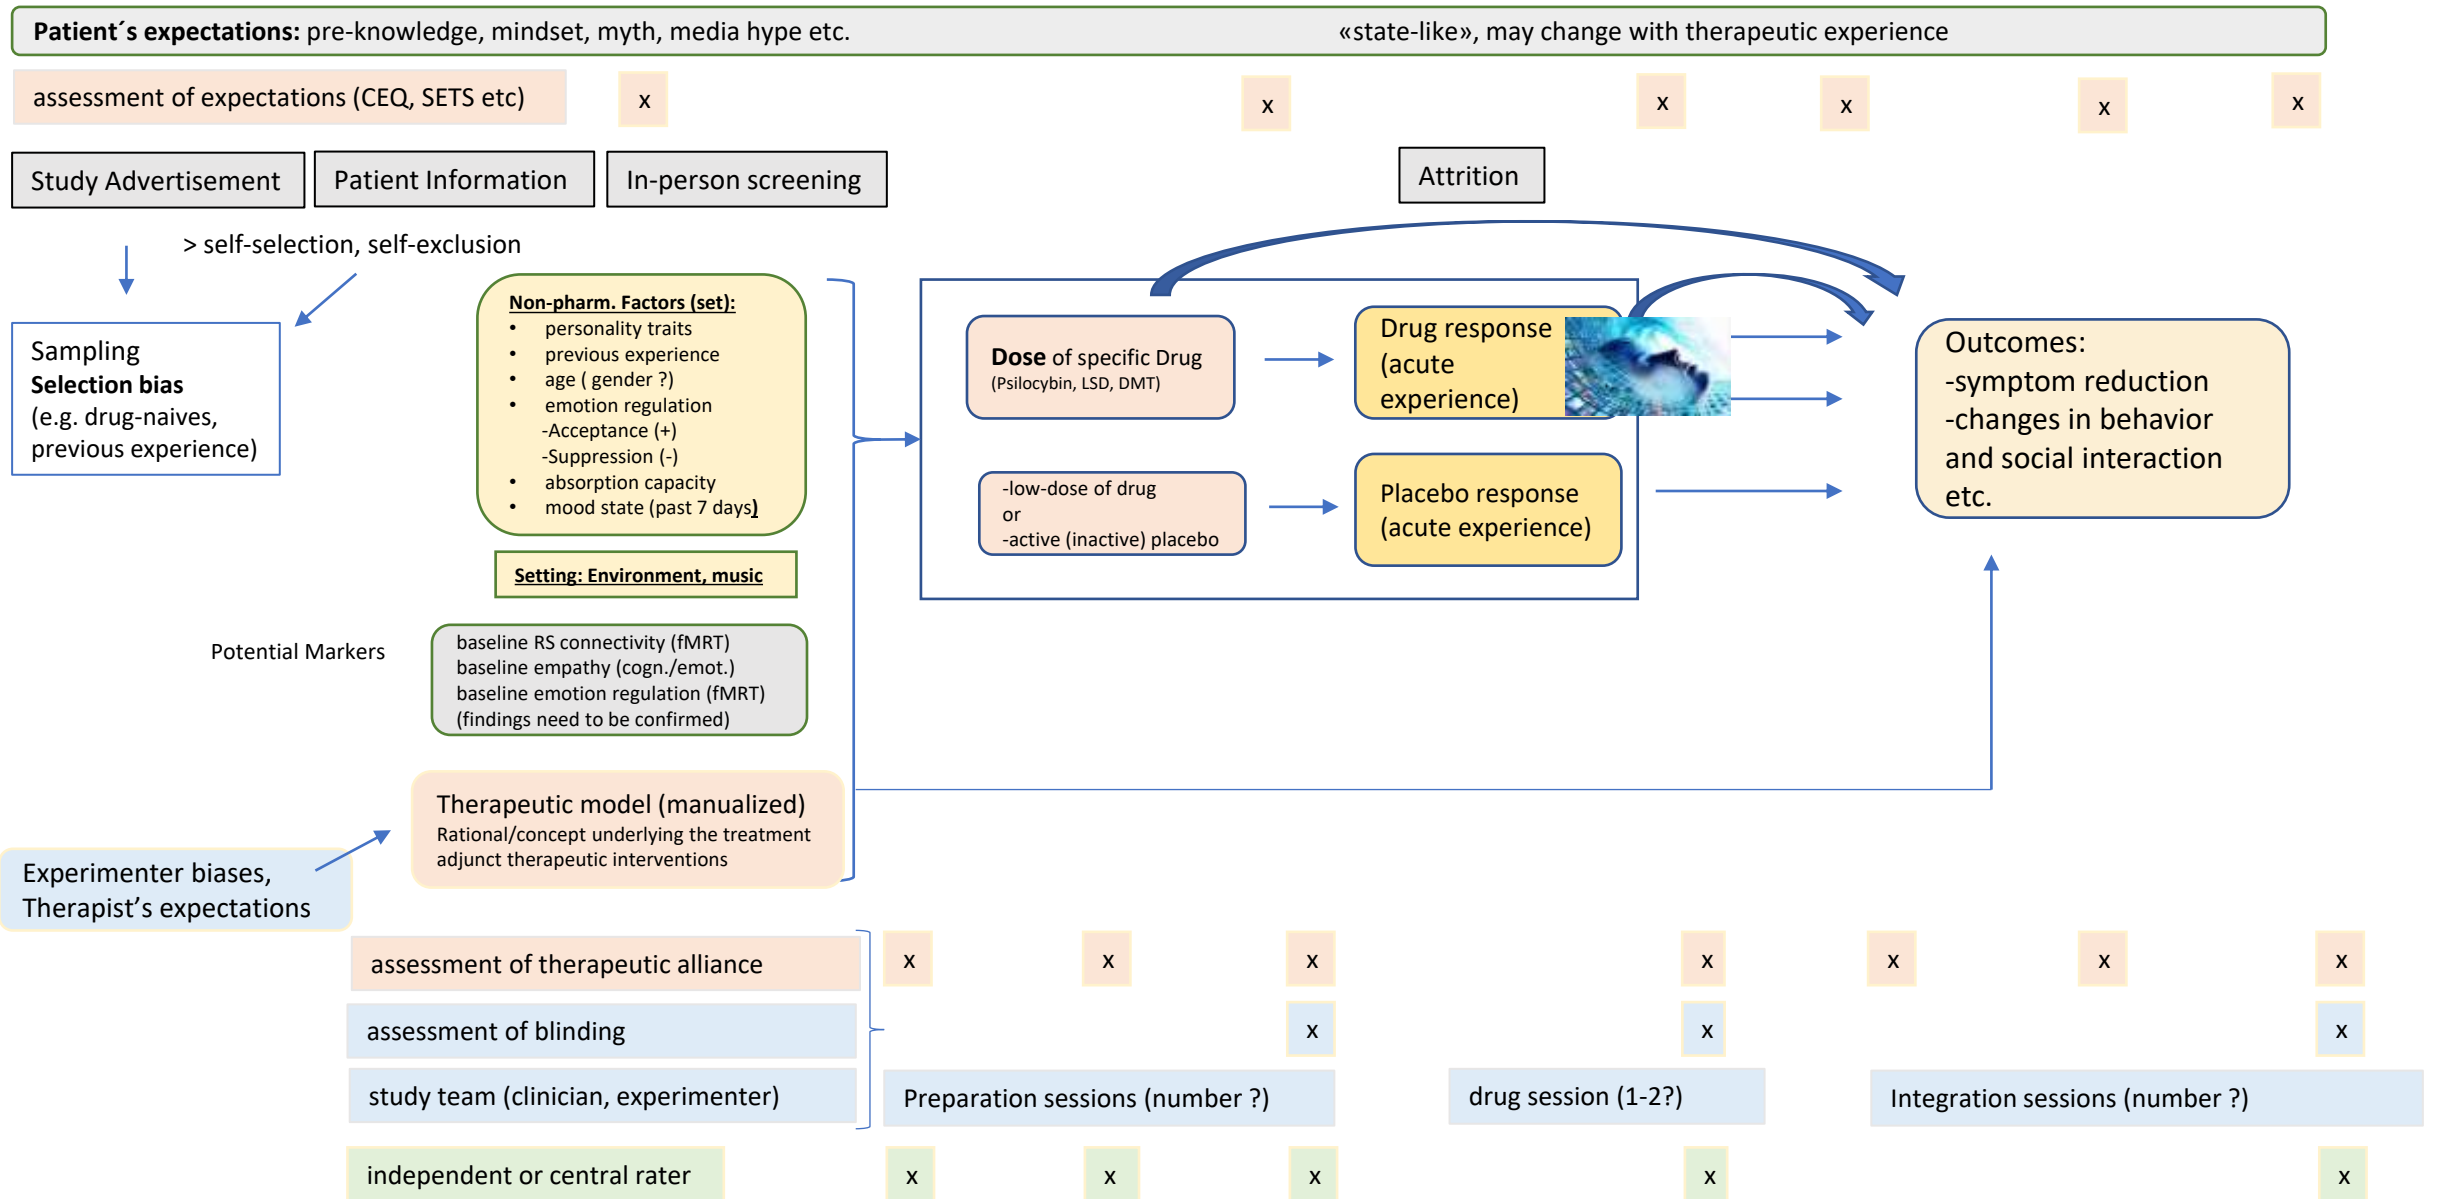 Patient´s expectations: pre-knowledge, mindset, myth, media hype etc.
«state-like», may change with therapeutic experience
assessment of expectations (CEQ, SETS etc)
x
x
x
x
x
x
Study Advertisement
Patient Information
In-person screening
Attrition
> self-selection, self-exclusion
Sampling
Selection bias
(e.g. drug-naives,
previous experience)
Non-pharm. Factors (set):
• personality traits
• previous experience
• age ( gender ?)
• emotion regulation
-Acceptance (+)
-Suppression (-)
• absorption capacity
• mood state (past 7 days)
Setting: Environment, music
Potential Markers
baseline RS connectivity (fMRT)
baseline empathy (cogn./emot.)
baseline emotion regulation (fMRT)
(findings need to be confirmed)
Therapeutic model (manualized)
Rational/concept underlying the treatment
adjunct therapeutic interventions
Experimenter biases,
Therapist’s expectations
Dose of specific Drug
(Psilocybin, LSD, DMT)
Drug response
(acute
experience)
-low-dose of drug
or
-active (inactive) placebo
Placebo response
(acute experience)
Outcomes:
-symptom reduction
-changes in behavior
and social interaction
etc.
assessment of therapeutic alliance
x
x
x
x
x
x
x
assessment of blinding
x
x
x
study team (clinician, experimenter)
Preparation sessions (number ?)
drug session (1-2?)
Integration sessions (number ?)
independent or central rater
x
x
x
x
x